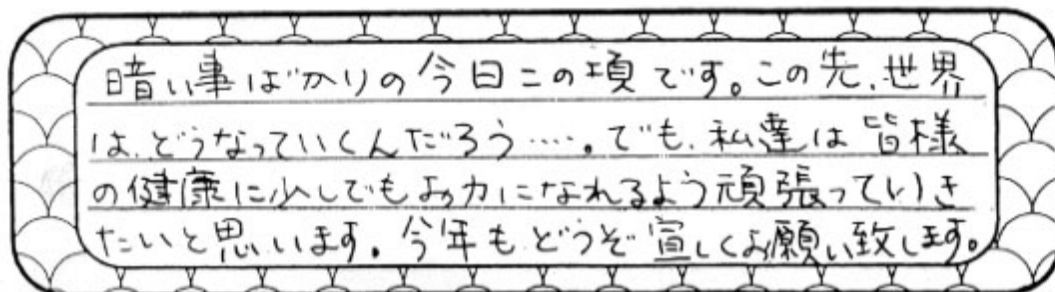 暗い事ばかりの今日この頃です。この先、世界
は、どうなっていくんだろう……。でも、私達は皆様
の健康に少しでもお力になれるよう頑張っていき
たいと思います。今年もどうぞ宜しくお願い致します。